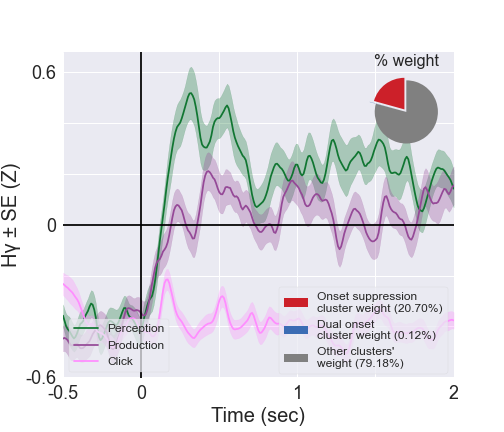 % weight
0.6
0
-0.6
Hγ ± SE (Z)
Perception
Production
Click
Onset suppression
cluster weight (20.70%)
Dual onset
cluster weight (0.12%)
Other clusters'
weight (79.18%)
-0.5
0
1
2
Time (sec)